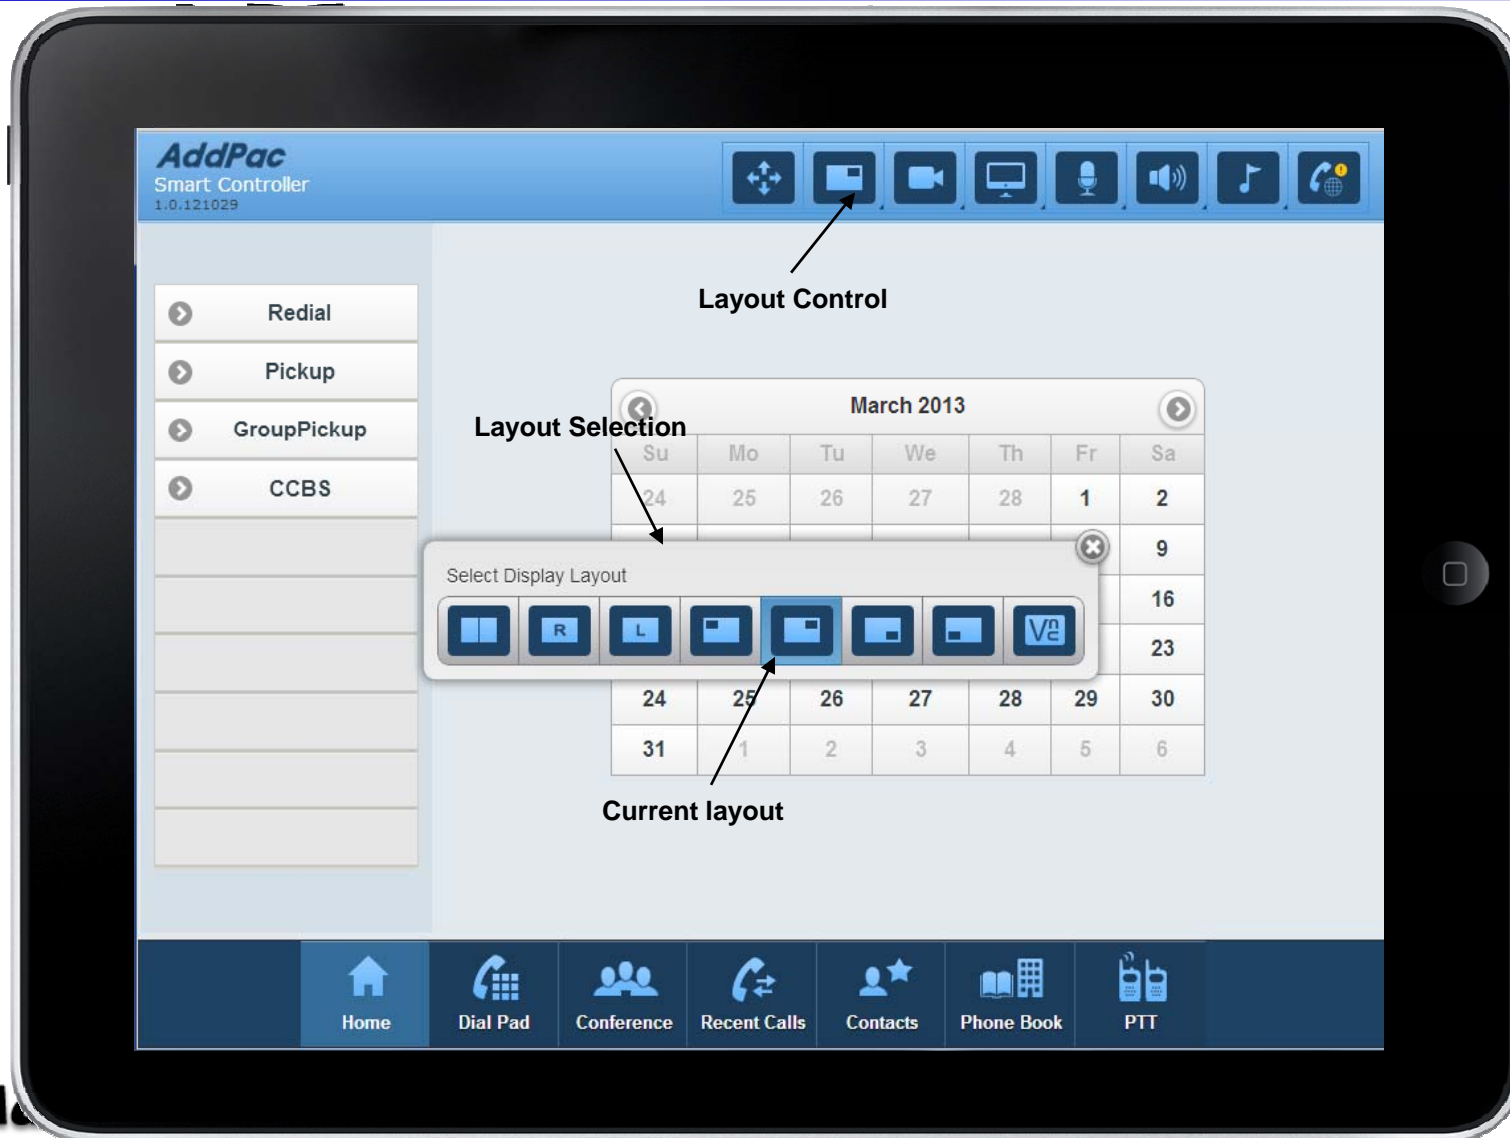 AddPac
Smart Controller
1.0.121029
Layout Control
Redial
Pickup
GroupPickup
CCBS
Layout Selection
March 2013
Su Mo Tu We Th Fr Sa
24 25 26 27 28 1 2
9
Select Display Layout
16
R L Vnc
23
24 25 26 27 28 29 30
31 1 2 3 4 5 6
Current layout
Home Dial Pad Conference Recent Calls Contacts Phone Book PTT